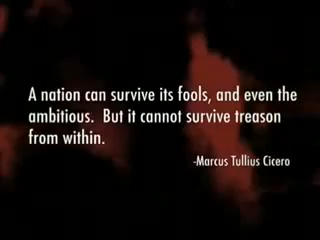 A nation can survive its fools, and even the
ambitious.  But it cannot survive treason
from within.
-Marcus Tullius Cicero